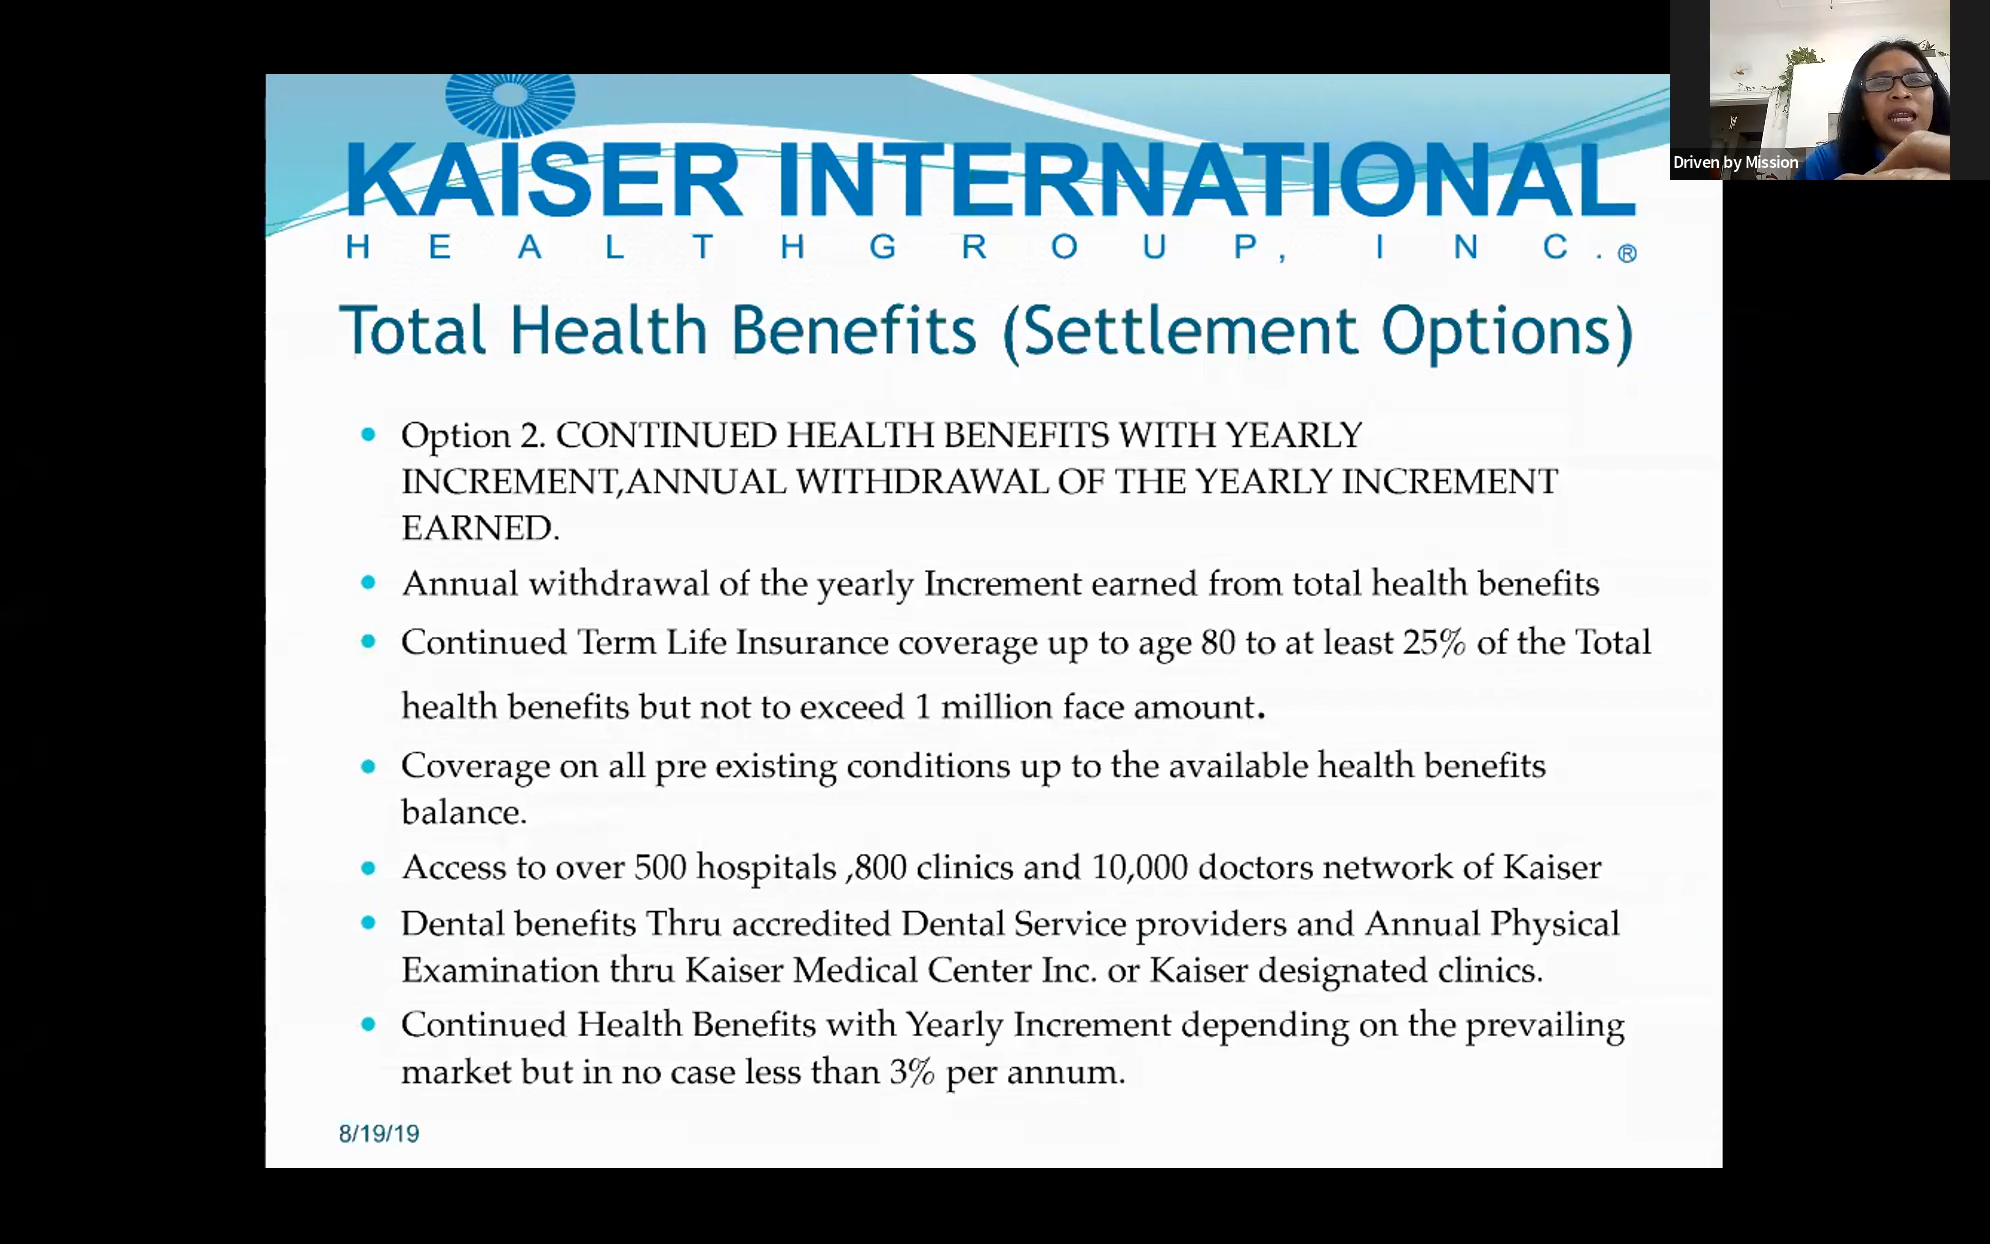 KAISER INTERNATIONAL
HEALTHGROUP, INC.®
Driven by Mission
Total Health Benefits (Settlement Options)
• Option 2. CONTINUED HEALTH BENEFITS WITH YEARLY
INCREMENT,ANNUAL WITHDRAWAL OF THE YEARLY INCREMENT
EARNED.
• Annual withdrawal of the yearly Increment earned from total health benefits
• Continued Term Life Insurance coverage up to age 80 to at least 25% of the Total
health benefits but not to exceed 1 million face amount.
• Coverage on all pre existing conditions up to the available health benefits
balance.
• Access to over 500 hospitals ,800 clinics and 10,000 doctors network of Kaiser
• Dental benefits Thru accredited Dental Service providers and Annual Physical
Examination thru Kaiser Medical Center Inc. or Kaiser designated clinics.
• Continued Health Benefits with Yearly Increment depending on the prevailing
market but in no case less than 3% per annum.
8/19/19